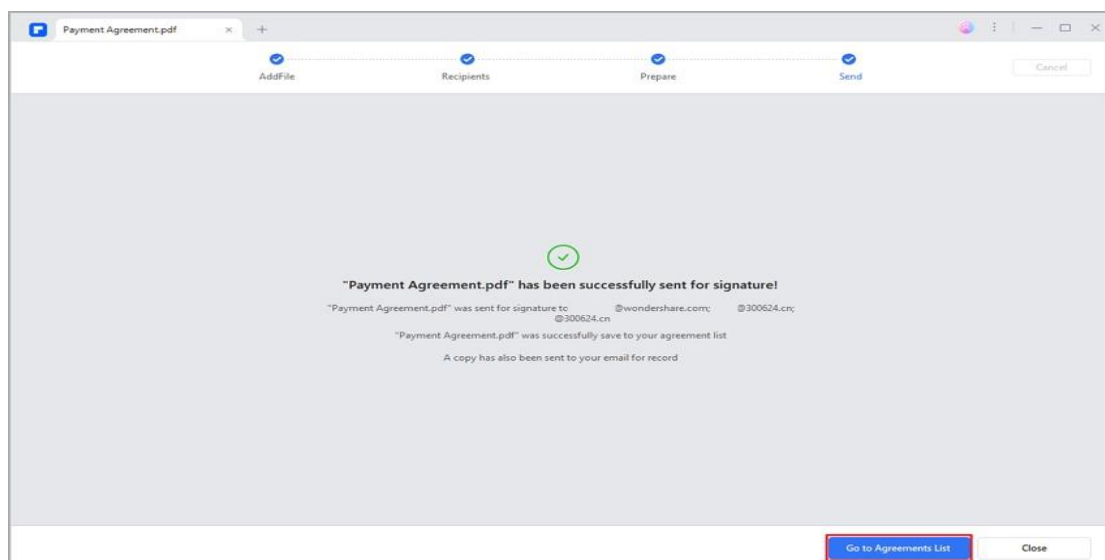 Payment Agreement.pdf
AddFile
Recipients
Prepare
Send
Cancel
"Payment Agreement.pdf" has been successfully sent for signature!
"Payment Agreement.pdf" was sent for signature to @wondershare.com; @300624.cn;
@300624.cn
"Payment Agreement.pdf" was successfully save to your agreement list
A copy has also been sent to your email for record
Go to Agreements List
Close